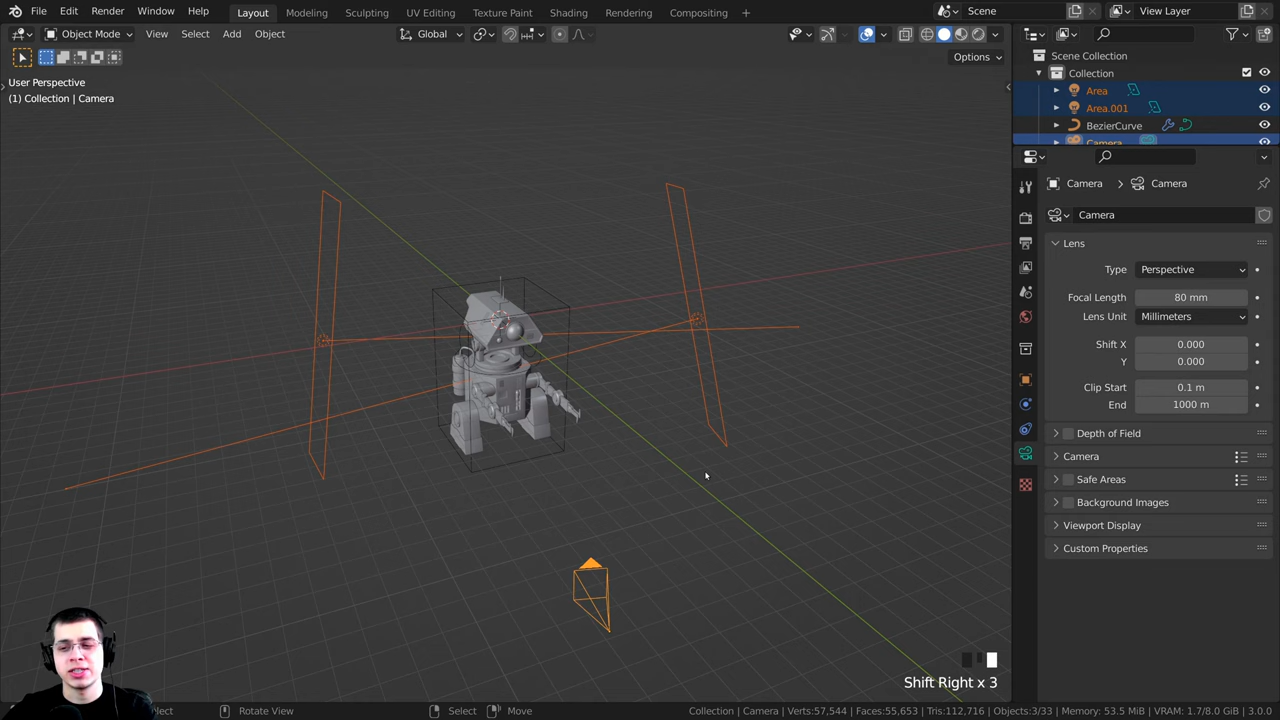 File Edit Render Window Help
Layout Modeling Sculpting UV Editing Texture Paint Shading Rendering Compositing +
Scene
View Layer
Object Mode View Select Add Object
Global
Options
User Perspective
(1) Collection | Camera
Scene Collection
Collection
Area
Area.001
BezierCurve
Camera
Camera > Camera
Camera
Lens
Type Perspective
Focal Length 80 mm
Lens Unit Millimeters
Shift X 0.000
Y 0.000
Clip Start 0.1 m
End 1000 m
Depth of Field
Camera
Safe Areas
Background Images
Viewport Display
Custom Properties
Shift Right x 3
lect Rotate View Select Move
Collection | Camera | Verts:57,544 | Faces:55,653 | Tris:112,716 | Objects:3/33 | Memory: 53.5 MiB | VRAM: 1.7/8.0 GiB | 3.0.0